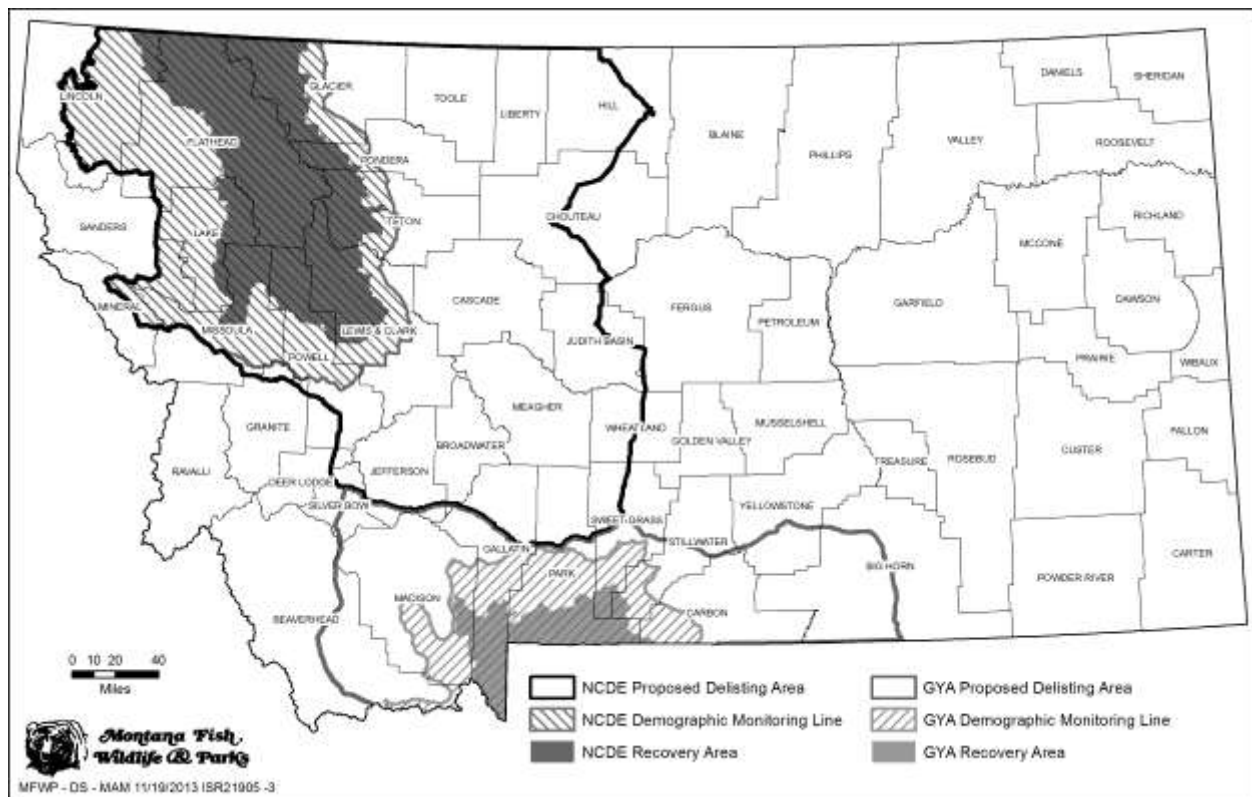 DANIELS
SHERIDAN
GLACIER
TOOLE
LIBERTY
HILL
BLAINE
PHILLIPS
VALLEY
ROOSEVELT
LINCOLN
FLATHEAD
PONDERA
TETON
CHOUTEAU
RICHLAND
MCCONE
SANDERS
LAKE
CASCADE
FERGUS
PETROLEUM
GARFIELD
DAWSON
MINERAL
MISSOULA
LEWIS & CLARK
JUDITH BASIN
PRAIRIE
WIBAUX
POWELL
GRANITE
MEAGHER
WHEATLAND
GOLDEN VALLEY
MUSSELSHELL
BROADWATER
RAVALLI
JEFFERSON
TREASURE
ROSEBUD
CUSTER
FALLON
DEER LODGE
SILVER BOW
SWEET GRASS
YELLOWSTONE
STILLWATER
GALLATIN
PARK
BIG HORN
CARTER
POWDER RIVER
MADISON
BEAVERHEAD
CARBON
0 10 20 40
Miles
NCDE Proposed Delisting Area
NCDE Demographic Monitoring Line
NCDE Recovery Area
GYA Proposed Delisting Area
GYA Demographic Monitoring Line
GYA Recovery Area
Montana Fish,
Wildlife & Parks
MFWP - DS - MAM 11/19/2013 ISR21905 -3